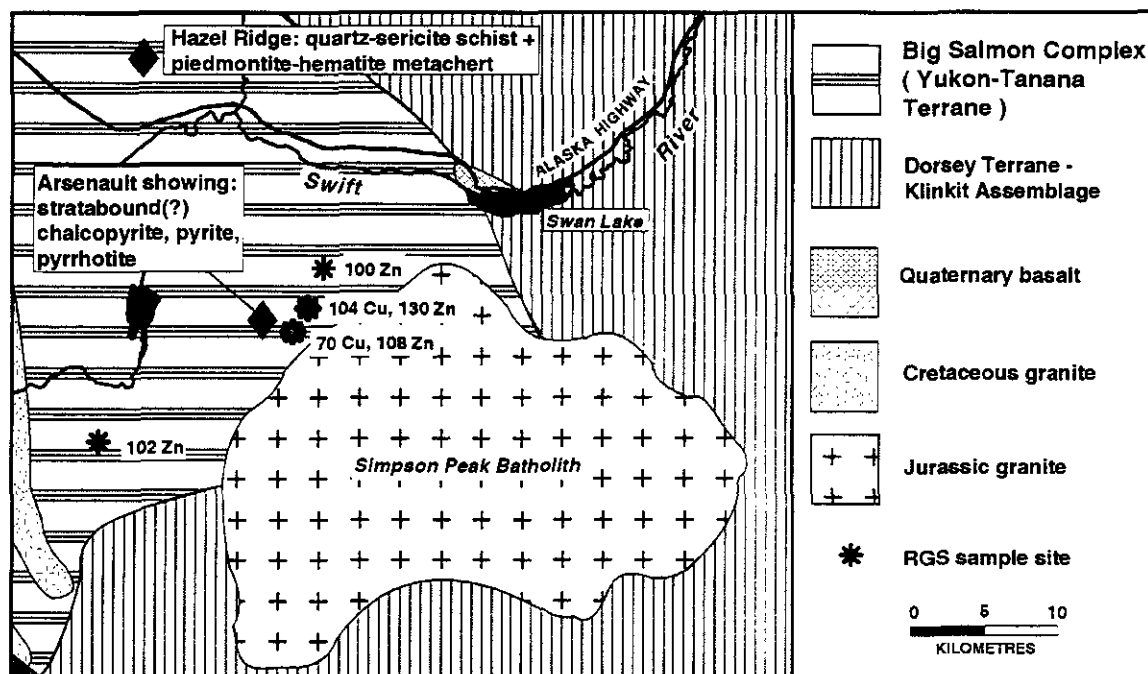 Hazel Ridge: quartz-sericite schist +
piedmontite-hematite metachert
ALASKA HIGHWAY
River
Swift
Swan Lake
Arsenault showing:
stratabound(?)
chalcopyrite, pyrite,
pyrrhotite
100 Zn
104 Cu, 130 Zn
70 Cu, 108 Zn
102 Zn
Simpson Peak Batholith
Big Salmon Complex
( Yukon-Tanana
Terrane )
Dorsey Terrane -
Klinkit Assemblage
Quaternary basalt
Cretaceous granite
Jurassic granite
RGS sample site
0 5 10
KILOMETRES